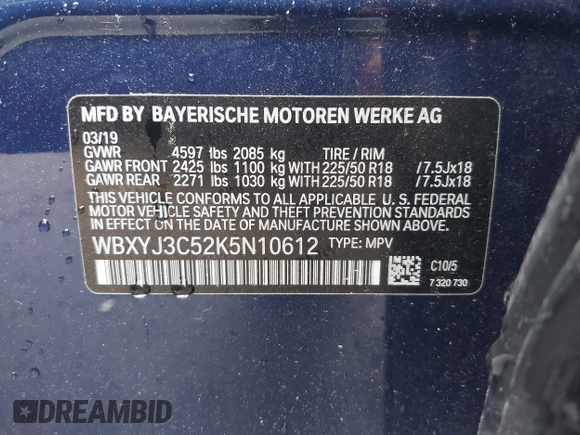 MFD BY BAYERISCHE MOTOREN WERKE AG
03/19
GVWR 4597 lbs 2085 kg TIRE / RIM
GAWR FRONT 2425 lbs 1100 kg WITH 225/50 R18 /7.5Jx18
GAWR REAR 2271 lbs 1030 kg WITH 225/50 R18 /7.5Jx18
THIS VEHICLE CONFORMS TO ALL APPLICABLE U. S. FEDERAL
MOTOR VEHICLE SAFETY, BUMPER, AND THEFT PREVENTION
STANDARDS IN EFFECT ON THE DATE OF MANUFACTURE SHOWN ABOVE.
WBXYJ3C52K5N10612 TYPE: MPV
C10/5
7 320 730
DREAMBID